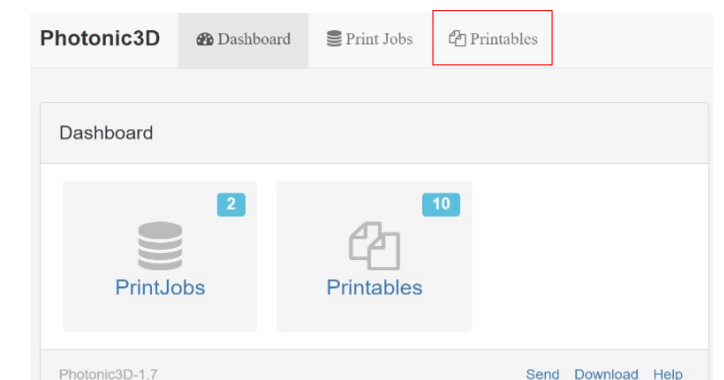 Photonic3D Dashboard Print Jobs Printables
Dashboard
2 10
PrintJobs Printables
Photonic3D-1.7 Send Download Help